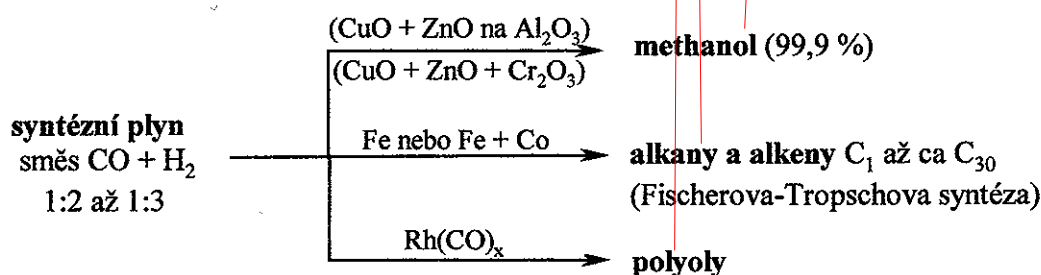 (CuO + ZnO na Al₂O₃)
methanol (99,9 %)
(CuO + ZnO + Cr₂O₃)
syntézní plyn
směs CO + H₂
1:2 až 1:3
Fe nebo Fe + Co
alkany a alkeny C₁ až ca C₃₀
(Fischerova-Tropschova syntéza)
Rh(CO)ₓ
polyoly